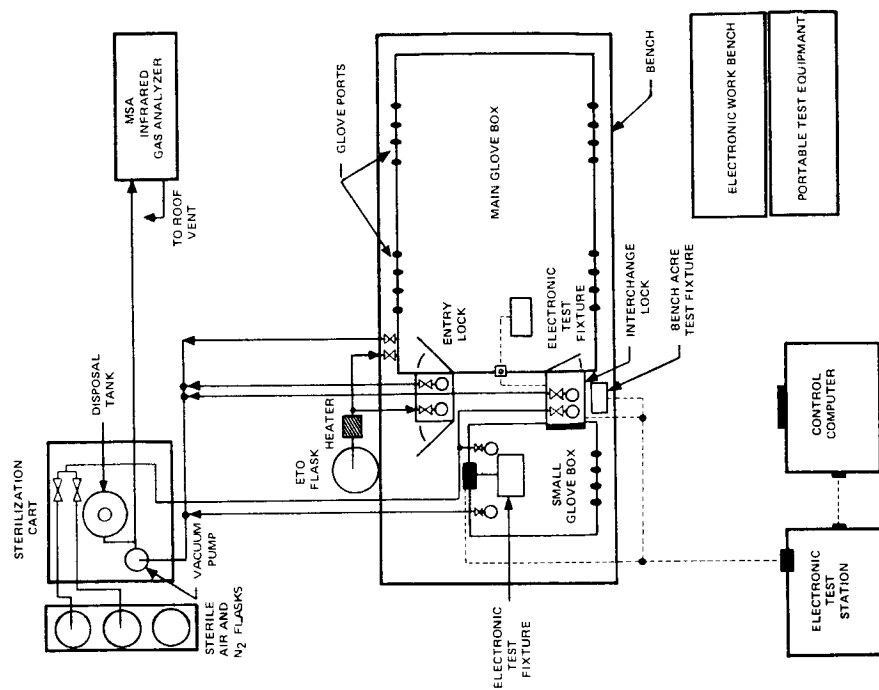 STERILIZATION
CART
DISPOSAL
TANK
MSA
INFRARED
GAS ANALYZER
TO ROOF
VENT
VACUUM
PUMP
STERILE
AIR AND
N2 FLASKS
ETO
FLASK
HEATER
ENTRY
LOCK
GLOVE PORTS
MAIN GLOVE BOX
BENCH
ELECTRONIC
TEST
FIXTURE
SMALL
GLOVE BOX
ELECTRONIC
TEST
FIXTURE
INTERCHANGE
LOCK
BENCH ACRE
TEST FIXTURE
ELECTRONIC WORK BENCH
PORTABLE TEST EQUIPMANT
CONTROL
COMPUTER
ELECTRONIC
TEST
STATION